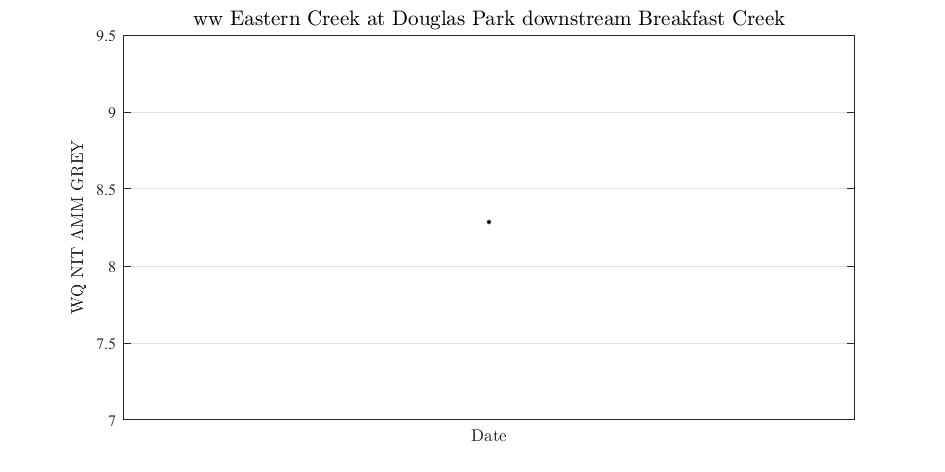 ww Eastern Creek at Douglas Park downstream Breakfast Creek
9.5
9
8.5
8
7.5
7
WQ NIT AMM GREY
Date